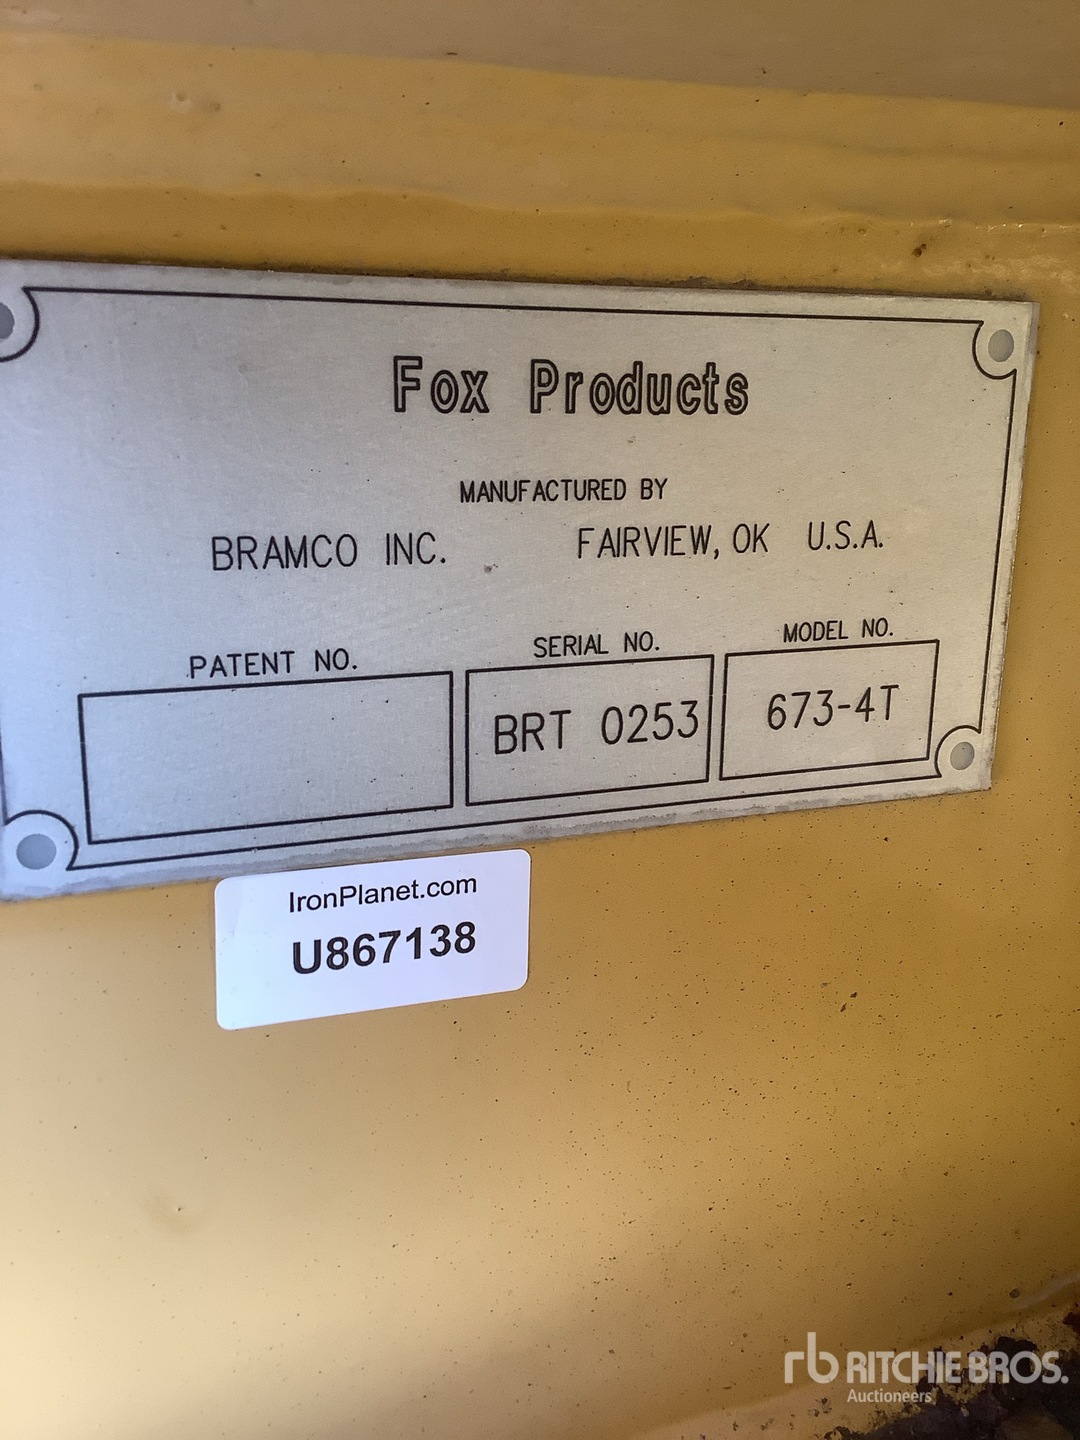 Fox Products
MANUFACTURED BY
BRAMCO INC. FAIRVIEW, OK U.S.A.
PATENT NO. SERIAL NO. MODEL NO.
BRT 0253 673-4T
IronPlanet.com
U867138
rb RITCHIE BROS.
Auctioneers